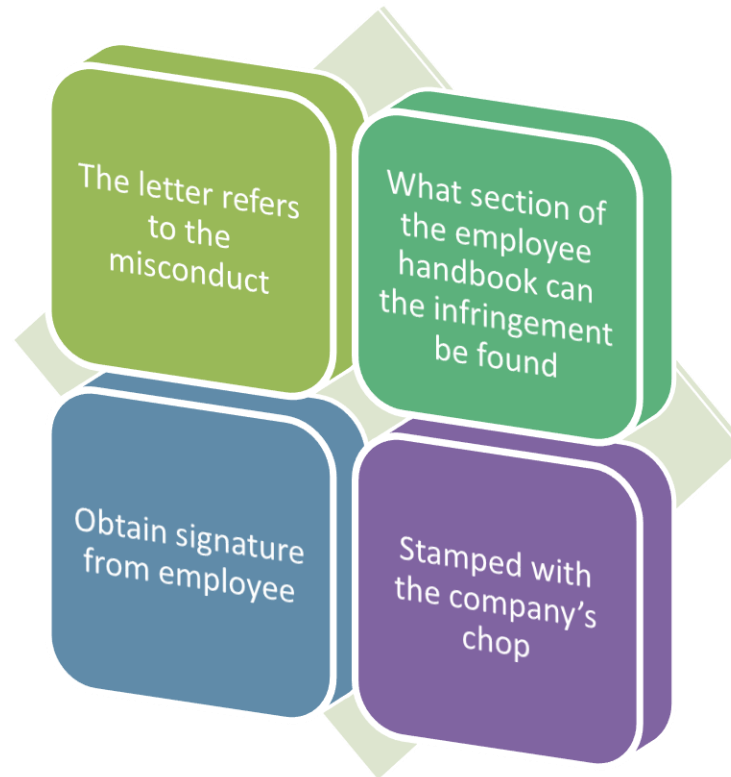 The letter refers
to the
misconduct
What section of
the employee
handbook can
the infringement
be found
Obtain signature
from employee
Stamped with
the company’s
chop